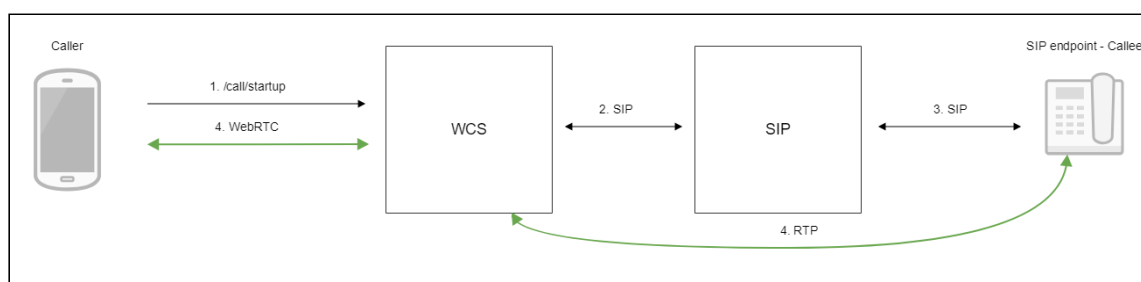 Caller
SIP endpoint - Callee
1. /call/startup
4. WebRTC
WCS
2. SIP
SIP
3. SIP
4. RTP